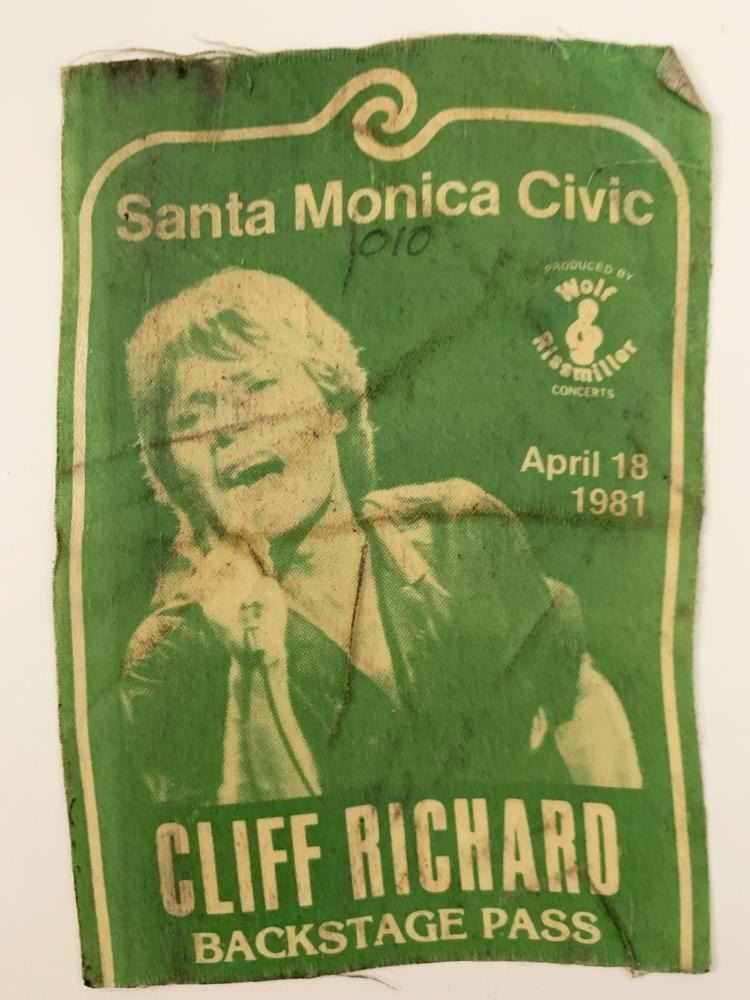 Santa Monica Civic
1010
PRODUCED BY
Wolf
&
Rissmiller
CONCERTS
April 18
1981
CLIFF RICHARD
BACKSTAGE PASS